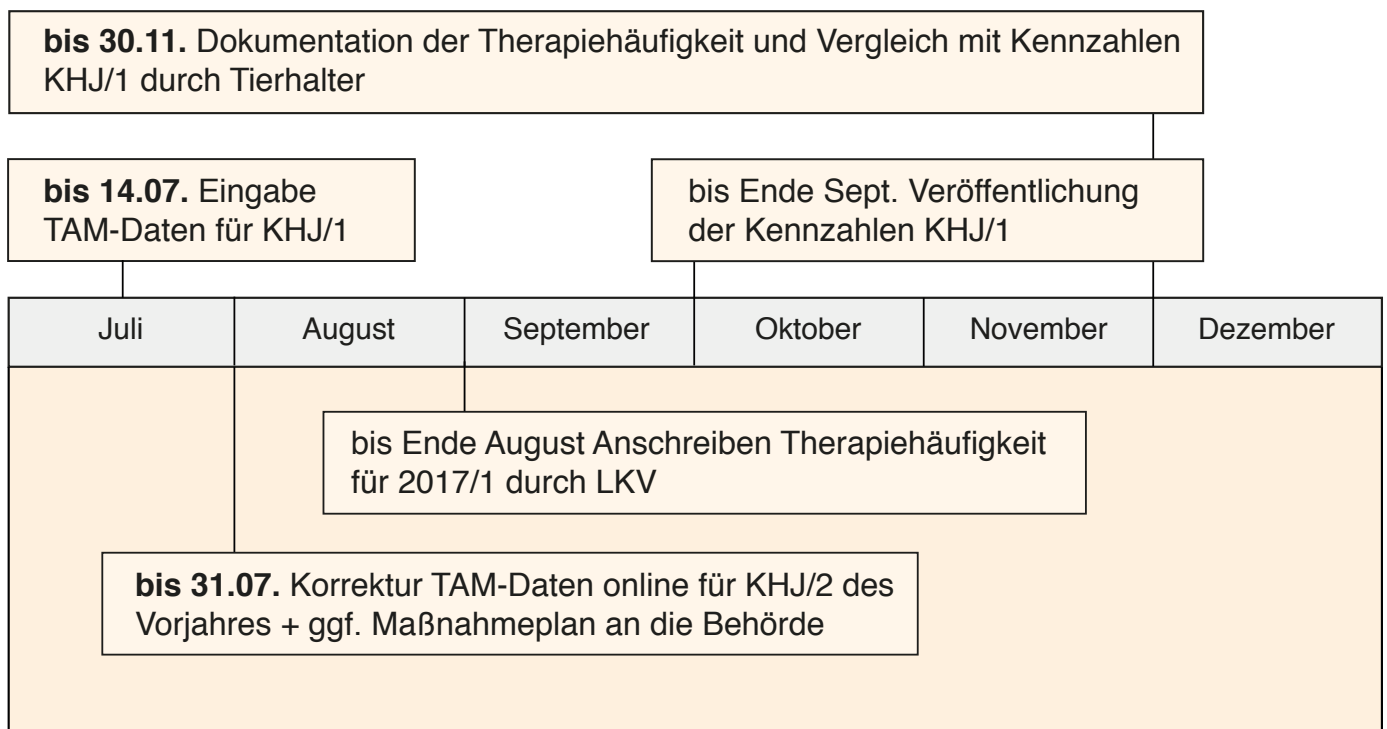 bis 30.11. Dokumentation der Therapiehäufigkeit und Vergleich mit Kennzahlen
KHJ/1 durch Tierhalter
bis 14.07. Eingabe
TAM-Daten für KHJ/1
bis Ende Sept. Veröffentlichung
der Kennzahlen KHJ/1
Juli August September Oktober November Dezember
bis Ende August Anschreiben Therapiehäufigkeit
für 2017/1 durch LKV
bis 31.07. Korrektur TAM-Daten online für KHJ/2 des
Vorjahres + ggf. Maßnahmeplan an die Behörde